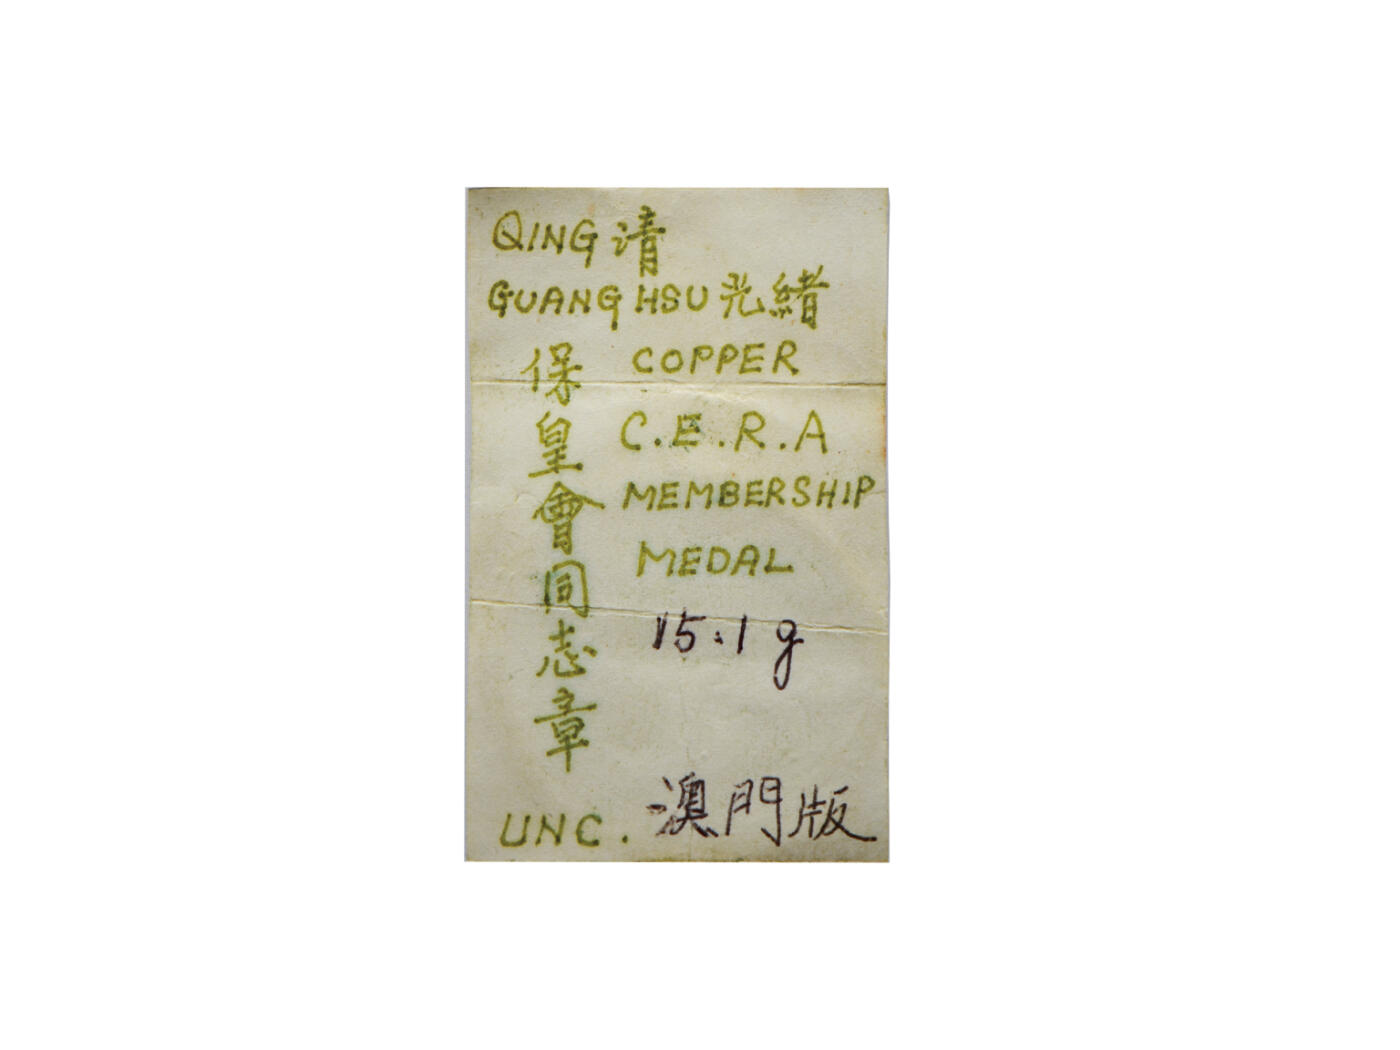 QING 清
GUANG HSU 光緒
保皇會同志章
COPPER
C.E.R.A
MEMBERSHIP
MEDAL
15.1g
UNC.
澳門版